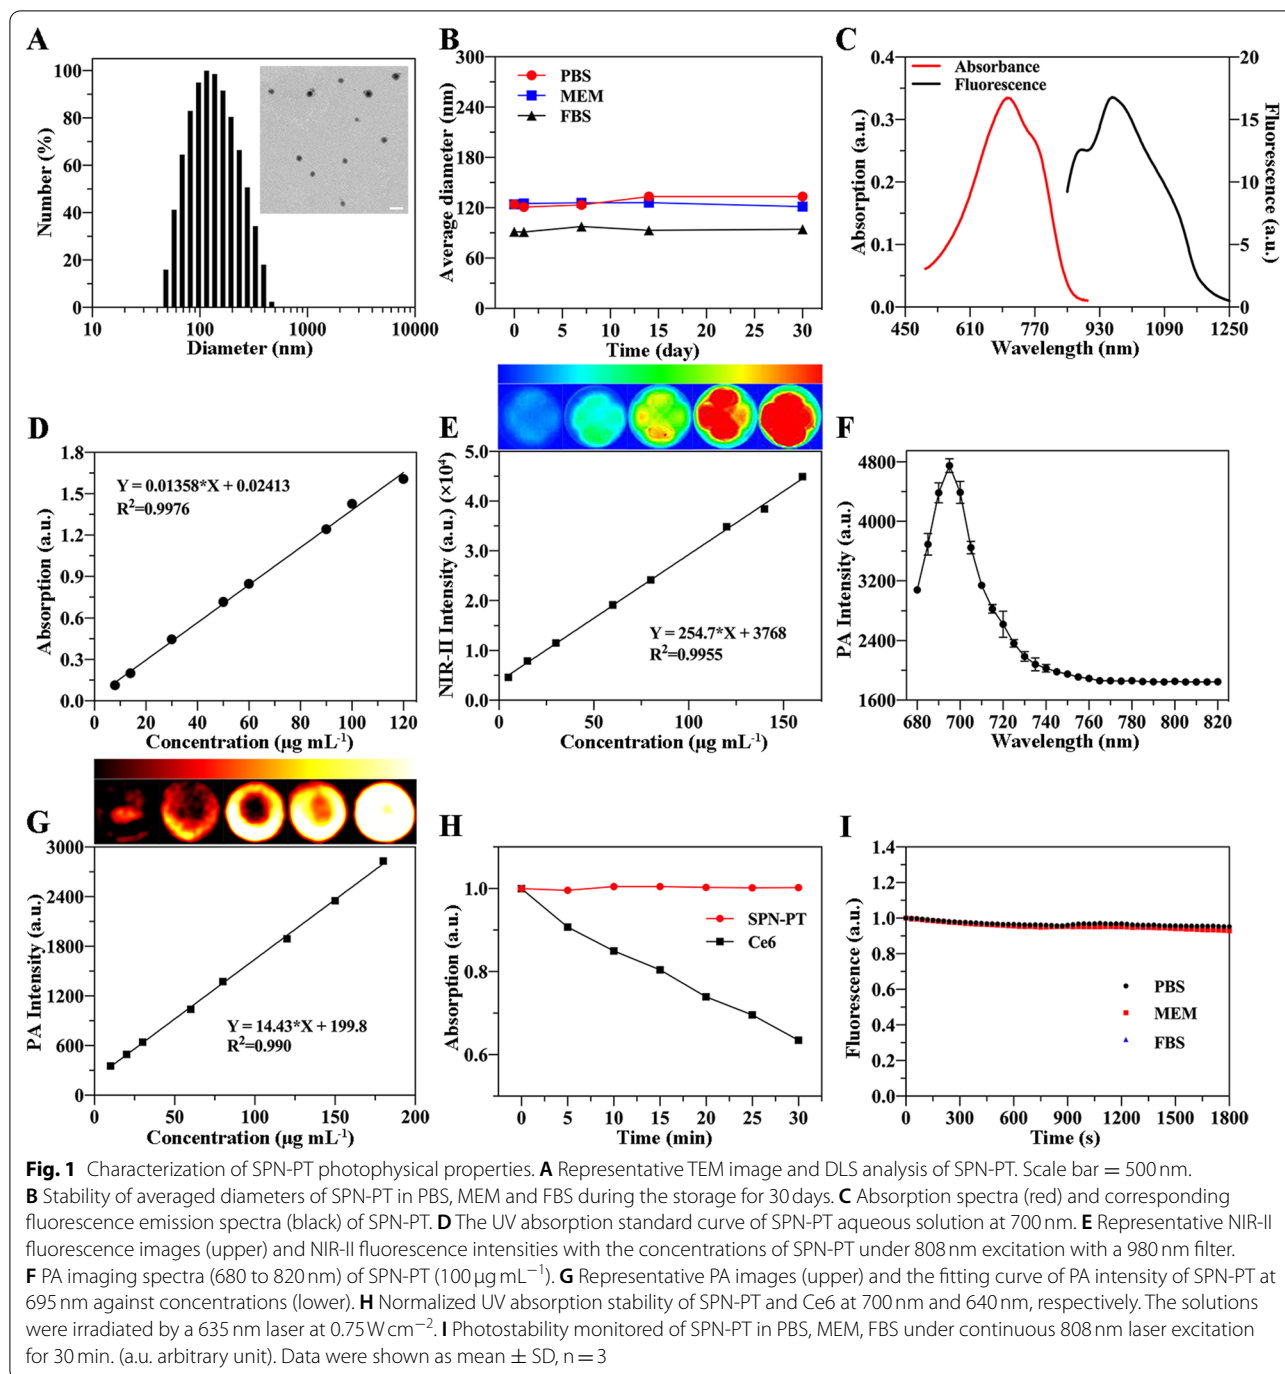 A
Number (%)
100
80
60
40
20
0
10 100 1000 10000
Diameter (nm)
B
Average diameter (nm)
300
240
180
120
60
0
PBS
MEM
FBS
0 5 10 15 20 25 30
Time (day)
C
Absorption (a.u.)
0.4
0.3
0.2
0.1
0.0
Absorbance
Fluorescence
20
15
10
5
0
Fluorescence (a.u.)
450 610 770 930 1090 1250
Wavelength (nm)
D
Absorption (a.u.)
1.8
1.5
1.2
0.9
0.6
0.3
0.0
Y = 0.01358*X + 0.02413
R²=0.9976
0 20 40 60 80 100 120
Concentration (μg mL⁻¹)
E
NIR-II Intensity (a.u.) (×10⁴)
5.0
4.0
3.0
2.0
1.0
0.0
Y = 254.7*X + 3768
R²=0.9955
0 50 100 150
Concentration (μg mL⁻¹)
F
PA Intensity (a.u.)
4800
4000
3200
2400
1600
680 700 720 740 760 780 800 820
Wavelength (nm)
G
PA Intensity (a.u.)
3000
2400
1800
1200
600
0
Y = 14.43*X + 199.8
R²=0.990
0 50 100 150 200
Concentration (μg mL⁻¹)
H
Absorption (a.u.)
1.0
0.8
0.6
SPN-PT
Ce6
0 5 10 15 20 25 30
Time (min)
I
Fluorescence (a.u.)
1.4
1.2
1.0
0.8
0.6
0.4
0.2
0.0
PBS
MEM
FBS
0 300 600 900 1200 1500 1800
Time (s)
Fig. 1 Characterization of SPN-PT photophysical properties. A Representative TEM image and DLS analysis of SPN-PT. Scale bar = 500 nm.
B Stability of averaged diameters of SPN-PT in PBS, MEM and FBS during the storage for 30 days. C Absorption spectra (red) and corresponding
fluorescence emission spectra (black) of SPN-PT. D The UV absorption standard curve of SPN-PT aqueous solution at 700 nm. E Representative NIR-II
fluorescence images (upper) and NIR-II fluorescence intensities with the concentrations of SPN-PT under 808 nm excitation with a 980 nm filter.
F PA imaging spectra (680 to 820 nm) of SPN-PT (100 μg mL⁻¹). G Representative PA images (upper) and the fitting curve of PA intensity of SPN-PT at
695 nm against concentrations (lower). H Normalized UV absorption stability of SPN-PT and Ce6 at 700 nm and 640 nm, respectively. The solutions
were irradiated by a 635 nm laser at 0.75 W cm⁻². I Photostability monitored of SPN-PT in PBS, MEM, FBS under continuous 808 nm laser excitation
for 30 min. (a.u. arbitrary unit). Data were shown as mean ± SD, n = 3